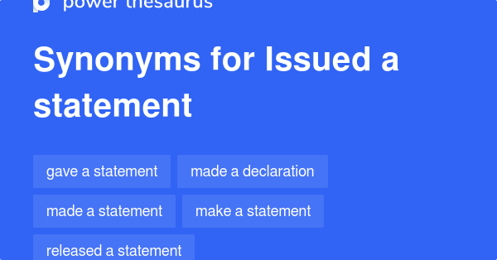 power thesaurus
Synonyms for Issued a
statement
gave a statement
made a declaration
made a statement
make a statement
released a statement